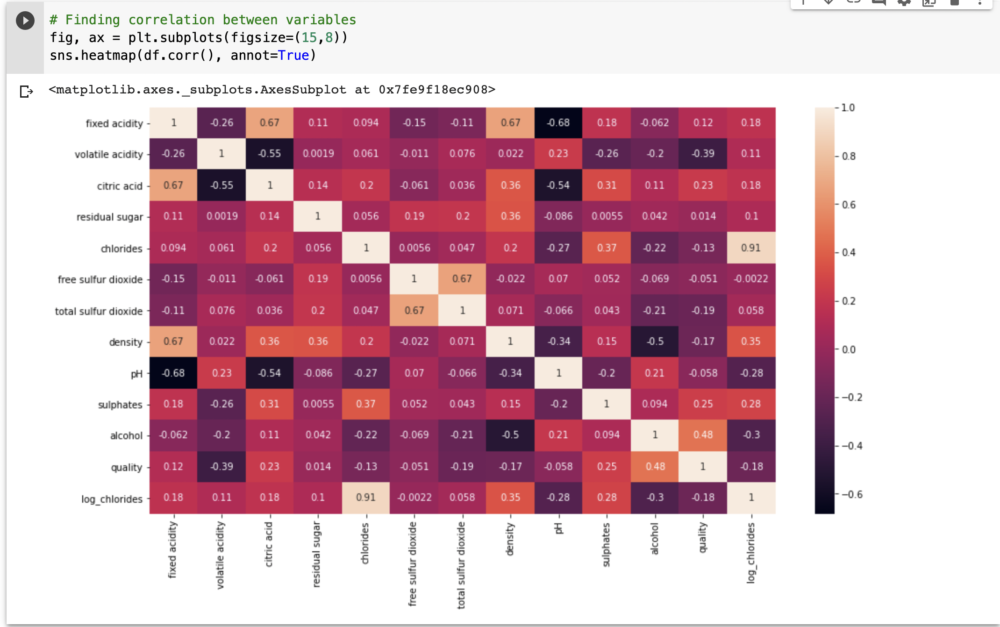 # Finding correlation between variables
fig, ax = plt.subplots(figsize=(15,8))
sns.heatmap(df.corr(), annot=True)
<matplotlib.axes._subplots.AxesSubplot at 0x7fe9f18ec908>
fixed acidity 1 -0.26 0.67 0.11 0.094 -0.15 -0.11 0.67 -0.68 0.18 -0.062 0.12 0.18
volatile acidity -0.26 1 -0.55 0.0019 0.061 -0.011 0.076 0.022 0.23 -0.26 -0.2 -0.39 0.11
citric acid 0.67 -0.55 1 0.14 0.2 -0.061 0.036 0.36 -0.54 0.31 0.11 0.23 0.18
residual sugar 0.11 0.0019 0.14 1 0.056 0.19 0.2 0.36 -0.086 0.0055 0.042 0.014 0.1
chlorides 0.094 0.061 0.2 0.056 1 0.0056 0.047 0.2 -0.27 0.37 -0.22 -0.13 0.91
free sulfur dioxide -0.15 -0.011 -0.061 0.19 0.0056 1 0.67 -0.022 0.07 0.052 -0.069 -0.051 -0.0022
total sulfur dioxide -0.11 0.076 0.036 0.2 0.047 0.67 1 0.071 -0.066 0.043 -0.21 -0.19 0.058
density 0.67 0.022 0.36 0.36 0.2 -0.022 0.071 1 -0.34 0.15 -0.5 -0.17 0.35
pH -0.68 0.23 -0.54 -0.086 -0.27 0.07 -0.066 -0.34 1 -0.2 0.21 -0.058 -0.28
sulphates 0.18 -0.26 0.31 0.0055 0.37 0.052 0.043 0.15 -0.2 1 0.094 0.25 0.28
alcohol -0.062 -0.2 0.11 0.042 -0.22 -0.069 -0.21 -0.5 0.21 0.094 1 0.48 -0.3
quality 0.12 -0.39 0.23 0.014 -0.13 -0.051 -0.19 -0.17 -0.058 0.25 0.48 1 -0.18
log_chlorides 0.18 0.11 0.18 0.1 0.91 -0.0022 0.058 0.35 -0.28 0.28 -0.3 -0.18 1
fixed acidity
volatile acidity
citric acid
residual sugar
chlorides
free sulfur dioxide
total sulfur dioxide
density
pH
sulphates
alcohol
quality
log_chlorides
1.0
0.8
0.6
0.4
0.2
0.0
−0.2
−0.4
−0.6